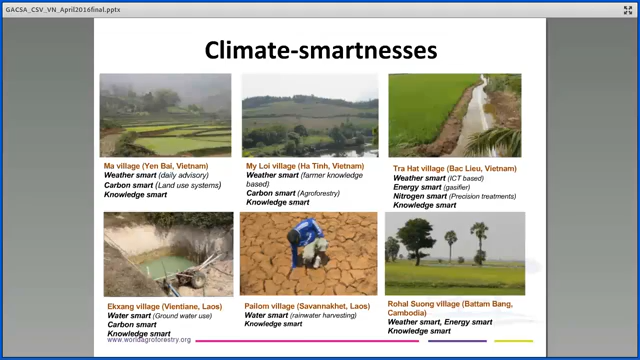 GACSA_CSV_VN_April2016final.pptx
Climate-smartnesses
Ma village (Yen Bai, Vietnam)
Weather smart (daily advisory)
Carbon smart (Land use systems)
Knowledge smart
My Loi village (Ha Tinh, Vietnam)
Weather smart (farmer knowledge
based)
Carbon smart (Agroforestry)
Knowledge smart
Tra Hat village (Bac Lieu, Vietnam)
Weather smart (ICT based)
Energy smart (gasifier)
Nitrogen smart (Precision treatments)
Knowledge smart
Ekxang village (Vientiane, Laos)
Water smart (Ground water use)
Carbon smart
Knowledge smart
Pailom village (Savannakhet, Laos)
Water smart (rainwater harvesting)
Knowledge smart
Rohal Suong village (Battam Bang,
Cambodia)
Weather smart, Energy smart
Knowledge smart
www.worldagroforestry.org